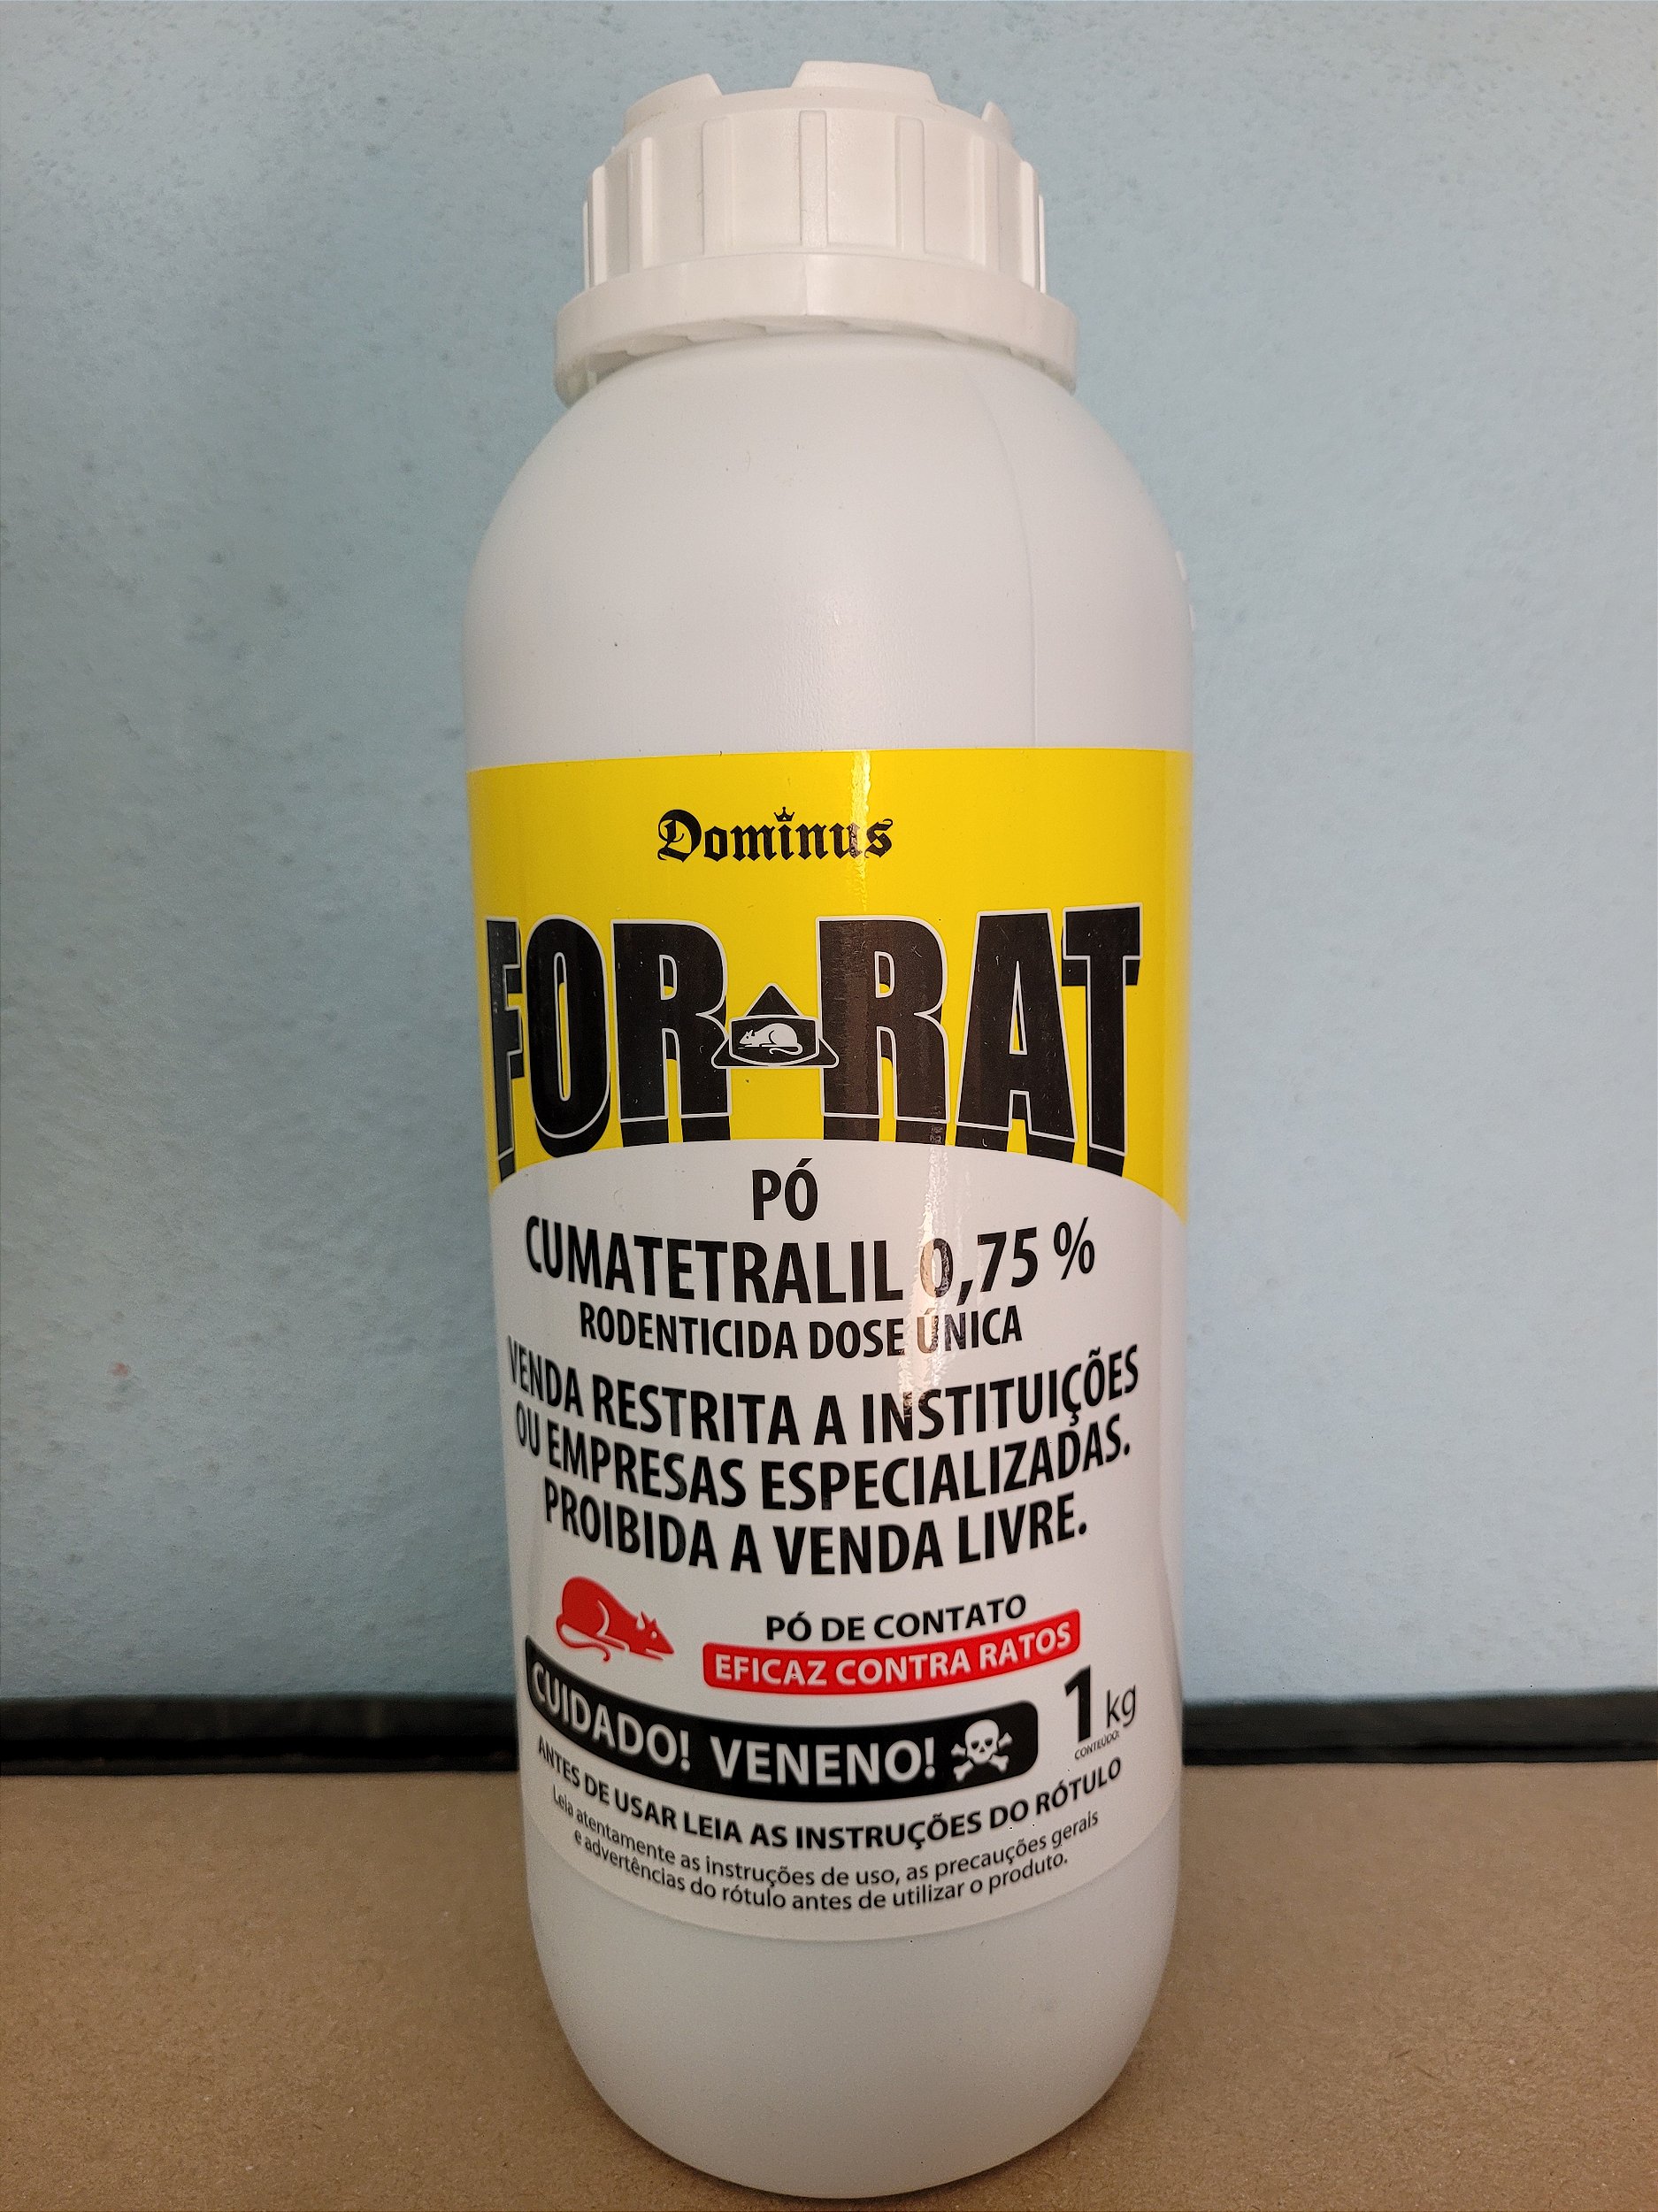 Dominus
FOR RAT
PÓ
CUMATETRALIL 0,75 %
RODENTICIDA DOSE ÚNICA
VENDA RESTRITA A INSTITUIÇÕES
OU EMPRESAS ESPECIALIZADAS.
PROIBIDA A VENDA LIVRE.
PÓ DE CONTATO
EFICAZ CONTRA RATOS
CUIDADO! VENENO!
1 kg
CONTEÚDO:
ANTES DE USAR LEIA AS INSTRUÇÕES DO RÓTULO
Leia atentamente as instruções de uso, as precauções gerais
e advertências do rótulo antes de utilizar o produto.